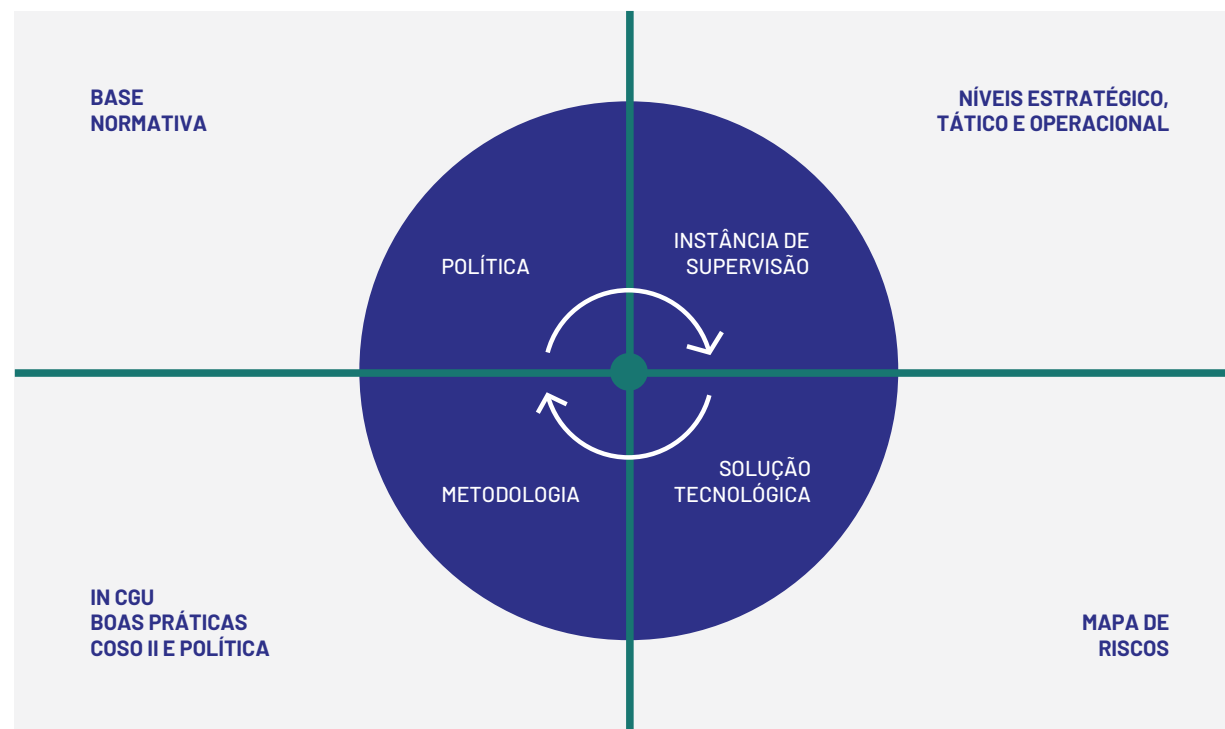 BASE
NORMATIVA
NÍVEIS ESTRATÉGICO,
TÁTICO E OPERACIONAL
POLÍTICA
INSTÂNCIA DE
SUPERVISÃO
METODOLOGIA
SOLUÇÃO
TECNOLÓGICA
IN CGU
BOAS PRÁTICAS
COSO II E POLÍTICA
MAPA DE
RISCOS